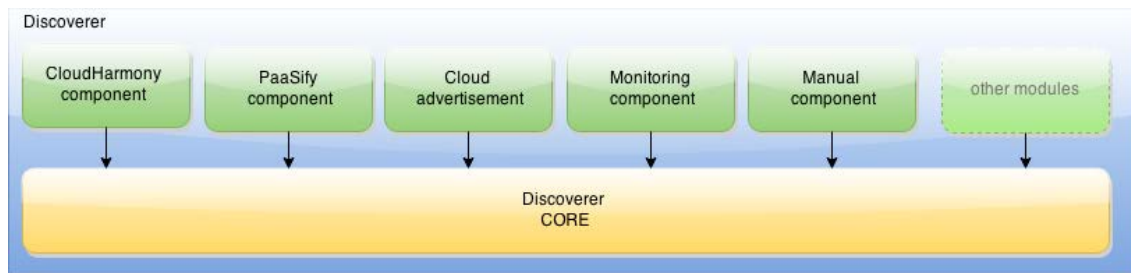 Discoverer
CloudHarmony
component
PaaSify
component
Cloud
advertisement
Monitoring
component
Manual
component
other modules
Discoverer
CORE